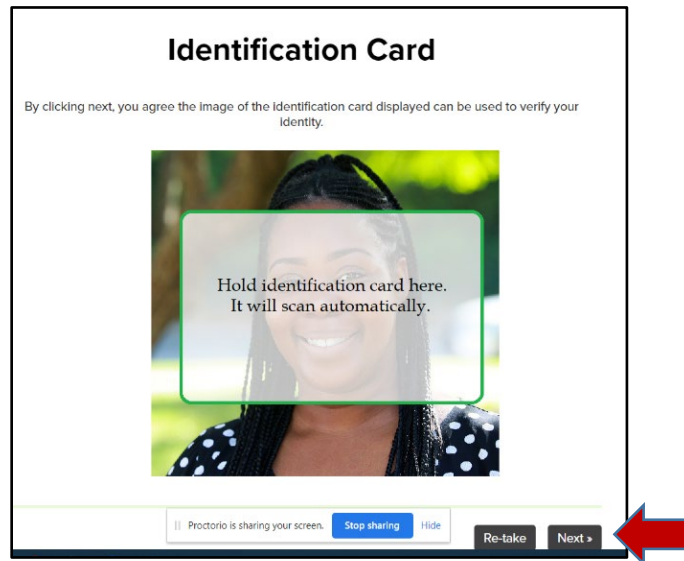 Identification Card
By clicking next, you agree the image of the identification card displayed can be used to verify your
identity.
Hold identification card here.
It will scan automatically.
Proctorio is sharing your screen. Stop sharing Hide
Re-take Next »